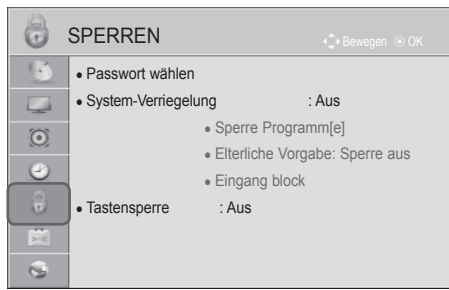 SPERREN
Bewegen OK
• Passwort wählen
• System-Verriegelung : Aus
• Sperre Programm[e]
• Elterliche Vorgabe: Sperre aus
• Eingang block
• Tastensperre : Aus